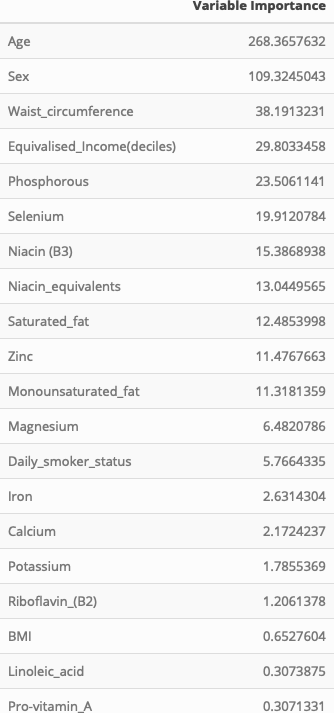 Variable Importance
Age 268.3657632
Sex 109.3245043
Waist_circumference 38.1913231
Equivalised_Income(deciles) 29.8033458
Phosphorous 23.5061141
Selenium 19.9120784
Niacin (B3) 15.3868938
Niacin_equivalents 13.0449565
Saturated_fat 12.4853998
Zinc 11.4767663
Monounsaturated_fat 11.3181359
Magnesium 6.4820786
Daily_smoker_status 5.7664335
Iron 2.6314304
Calcium 2.1724237
Potassium 1.7855369
Riboflavin_(B2) 1.2061378
BMI 0.6527604
Linoleic_acid 0.3073875
Pro-vitamin_A 0.3071331